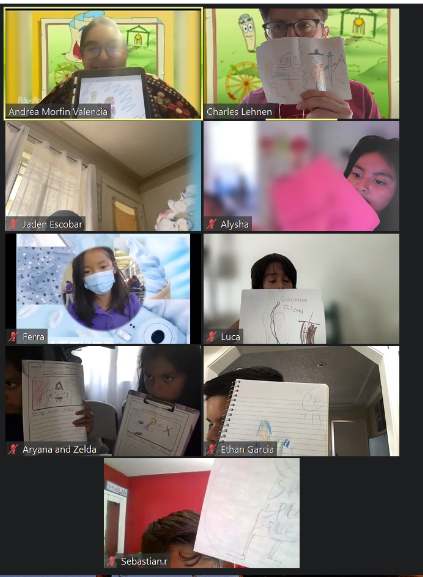 Andrea Morfin Valencia
Charles Lehnen
Jaden Escobar
Alysha
Ferra
Luca
Aryana and Zelda
Ethan Garcia
Sebastian.r